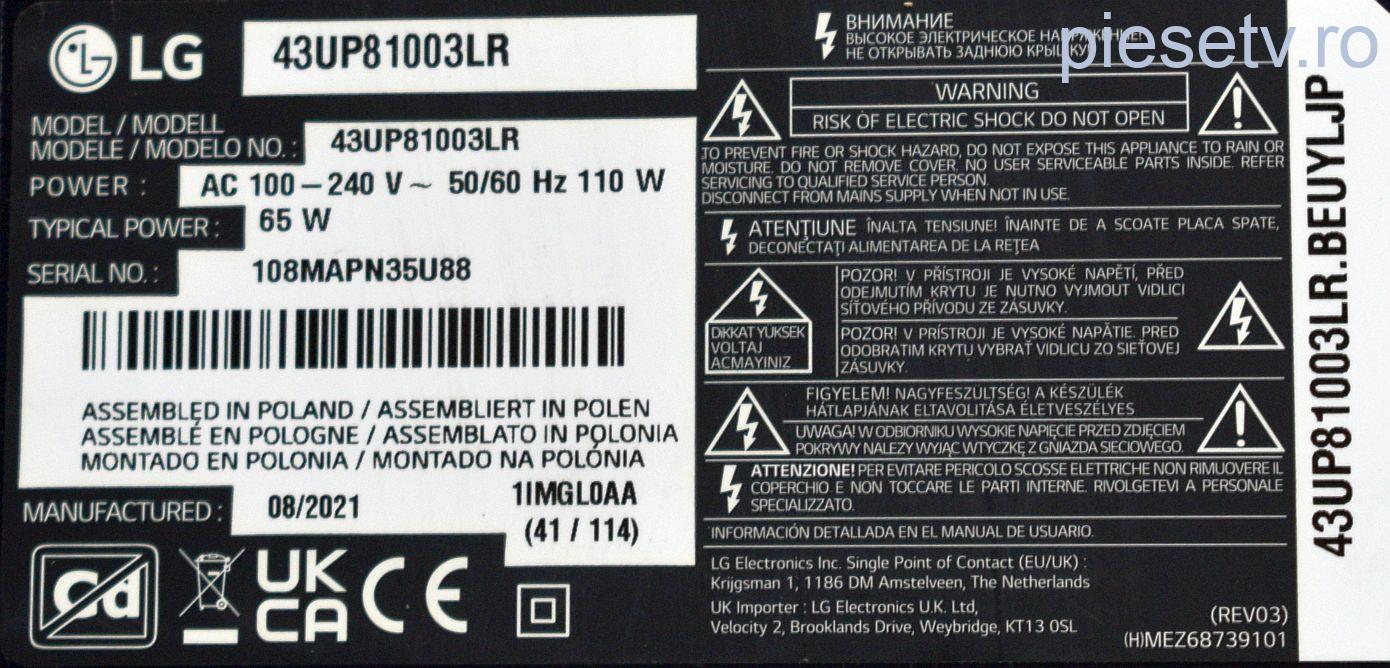 LG
43UP81003LR
MODEL / MODELL
MODELE / MODELO NO. :
43UP81003LR
POWER :
AC 100 – 240 V ~ 50/60 Hz 110 W
TYPICAL POWER :
65 W
SERIAL NO. :
108MAPN35U88
ASSEMBLED IN POLAND / ASSEMBLIERT IN POLEN
ASSEMBLÉ EN POLOGNE / ASSEMBLATO IN POLONIA
MONTADO EN POLONIA / MONTADO NA POLÓNIA
MANUFACTURED :
08/2021
1IMGL0AA
(41 / 114)
Cd
UK
CA
CE
ВНИМАНИЕ
ВЫСОКОЕ ЭЛЕКТРИЧЕСКОЕ НАПРЯЖЕНИЕ!
НЕ ОТКРЫВАТЬ ЗАДНЮЮ КРЫШКУ!
piesetv.ro
WARNING
RISK OF ELECTRIC SHOCK DO NOT OPEN
TO PREVENT FIRE OR SHOCK HAZARD, DO NOT EXPOSE THIS APPLIANCE TO RAIN OR
MOISTURE. DO NOT REMOVE COVER. NO USER SERVICEABLE PARTS INSIDE. REFER
SERVICING TO QUALIFIED SERVICE PERSON.
DISCONNECT FROM MAINS SUPPLY WHEN NOT IN USE.
ATENȚIUNE ÎNALTA TENSIUNE! ÎNAINTE DE A SCOATE PLACA SPATE,
DECONECTAȚI ALIMENTAREA DE LA REȚEA
DİKKAT YUKSEK
VOLTAJ
ACMAYINIZ
POZOR! V PŘÍSTROJI JE VYSOKÉ NAPĚTÍ, PŘED
ODEJMUTÍM KRYTU JE NUTNO VYJMOUT VIDLICI
SÍŤOVÉHO PŘÍVODU ZE ZÁSUVKY.
POZOR! V PRÍSTROJI JE VYSOKÉ NAPÄTIE. PRED
ODOBRATIM KRYTU VYBRAŤ VIDLICU ZO SIEŤOVEJ
ZÁSUVKY.
FIGYELEM! NAGYFESZÜLTSÉG! A KÉSZÜLÉK
HÁTLAPJÁNAK ELTAVOLITÁSA ÉLETVESZÉLYES
UWAGA! W ODBIORNIKU WYSOKIE NAPIĘCIE PRZED ZDJĘCIEM
POKRYWY NALEZY WYJĄC WTYCZKĘ Z GNIAZDA SIECIOWEGO.
ATTENZIONE! PER EVITARE PERICOLO SCOSSE ELETTRICHE NON RIMUOVERE IL
COPERCHIO E NON TOCCARE LE PARTI INTERNE. RIVOLGETEVI A PERSONALE
SPECIALIZZATO.
INFORMACIÓN DETALLADA EN EL MANUAL DE USUARIO.
LG Electronics Inc. Single Point of Contact (EU/UK) :
Krijgsman 1, 1186 DM Amstelveen, The Netherlands
UK Importer : LG Electronics U.K. Ltd,
Velocity 2, Brooklands Drive, Weybridge, KT13 0SL
(REV03)
(H)MEZ68739101
43UP81003LR.BEUYLJP